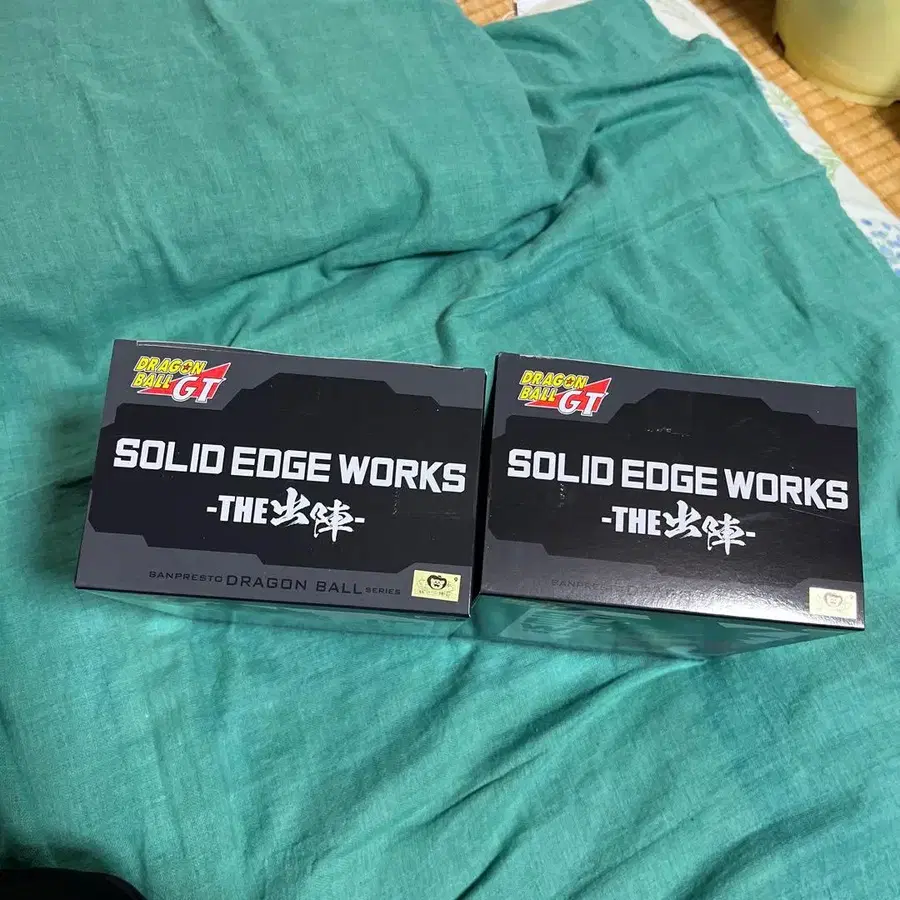 DRAGON
BALL
GT
SOLID EDGE WORKS
-THE出陣-
BANPRESTO DRAGON BALL SERIES
DRAGON
BALL
GT
SOLID EDGE WORKS
-THE出陣-